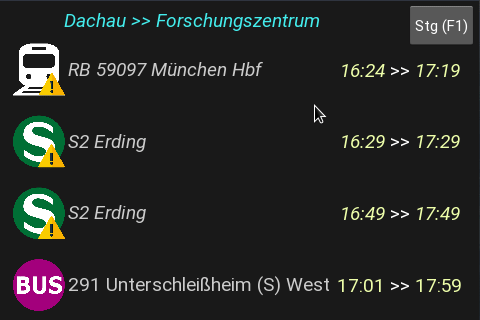 Dachau >> Forschungszentrum
Stg (F1)
RB 59097 München Hbf 16:24 >> 17:19
S S2 Erding 16:29 >> 17:29
S S2 Erding 16:49 >> 17:49
BUS 291 Unterschleißheim (S) West 17:01 >> 17:59